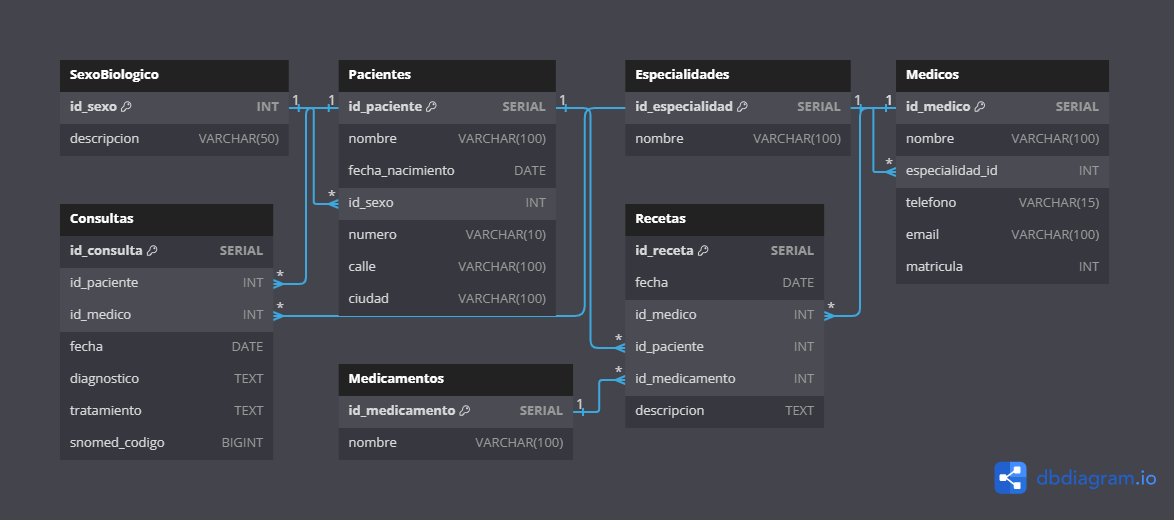 SexoBiologico
id_sexo INT
descripcion VARCHAR(50)
Pacientes
id_paciente SERIAL
nombre VARCHAR(100)
fecha_nacimiento DATE
id_sexo INT
numero VARCHAR(10)
calle VARCHAR(100)
ciudad VARCHAR(100)
Especialidades
id_especialidad SERIAL
nombre VARCHAR(100)
Medicos
id_medico SERIAL
nombre VARCHAR(100)
especialidad_id INT
telefono VARCHAR(15)
email VARCHAR(100)
matricula INT
Consultas
id_consulta SERIAL
id_paciente INT
id_medico INT
fecha DATE
diagnostico TEXT
tratamiento TEXT
snomed_codigo BIGINT
Medicamentos
id_medicamento SERIAL
nombre VARCHAR(100)
Recetas
id_receta SERIAL
fecha DATE
id_medico INT
id_paciente INT
id_medicamento INT
descripcion TEXT
1
1
1
1
1
1
*
*
*
*
*
*
*
dbdiagram.io